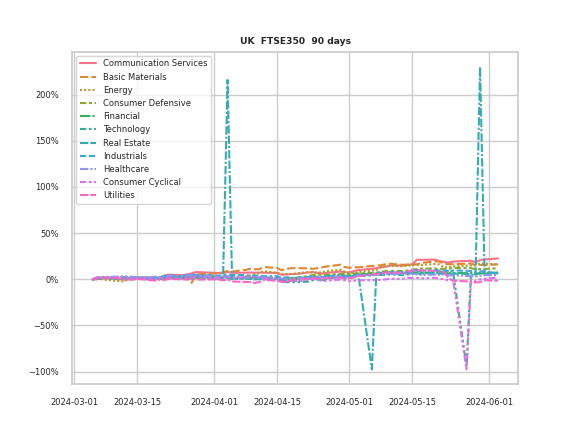 UK FTSE350 90 days
Communication Services
Basic Materials
Energy
Consumer Defensive
Financial
Technology
Real Estate
Industrials
Healthcare
Consumer Cyclical
Utilities
200%
150%
100%
50%
0%
−50%
−100%
2024-03-01 2024-03-15 2024-04-01 2024-04-15 2024-05-01 2024-05-15 2024-06-01